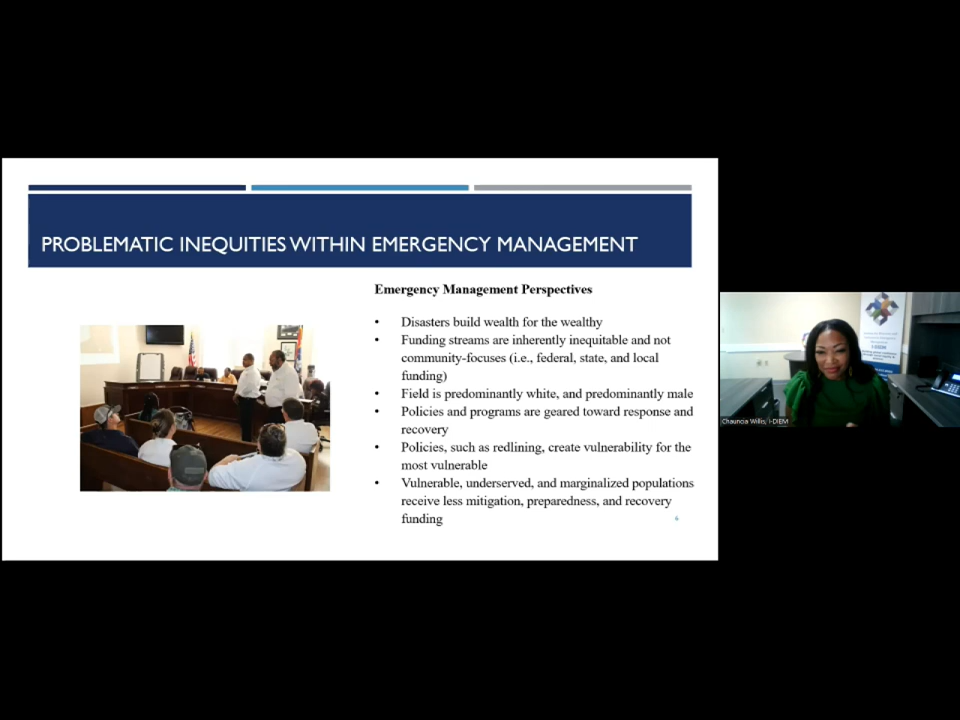 PROBLEMATIC INEQUITIES WITHIN EMERGENCY MANAGEMENT
Emergency Management Perspectives
• Disasters build wealth for the wealthy
• Funding streams are inherently inequitable and not
community-focuses (i.e., federal, state, and local
funding)
• Field is predominantly white, and predominantly male
• Policies and programs are geared toward response and
recovery
• Policies, such as redlining, create vulnerability for the
most vulnerable
• Vulnerable, underserved, and marginalized populations
receive less mitigation, preparedness, and recovery
funding
6
Chauncia Willis, I-DIEM